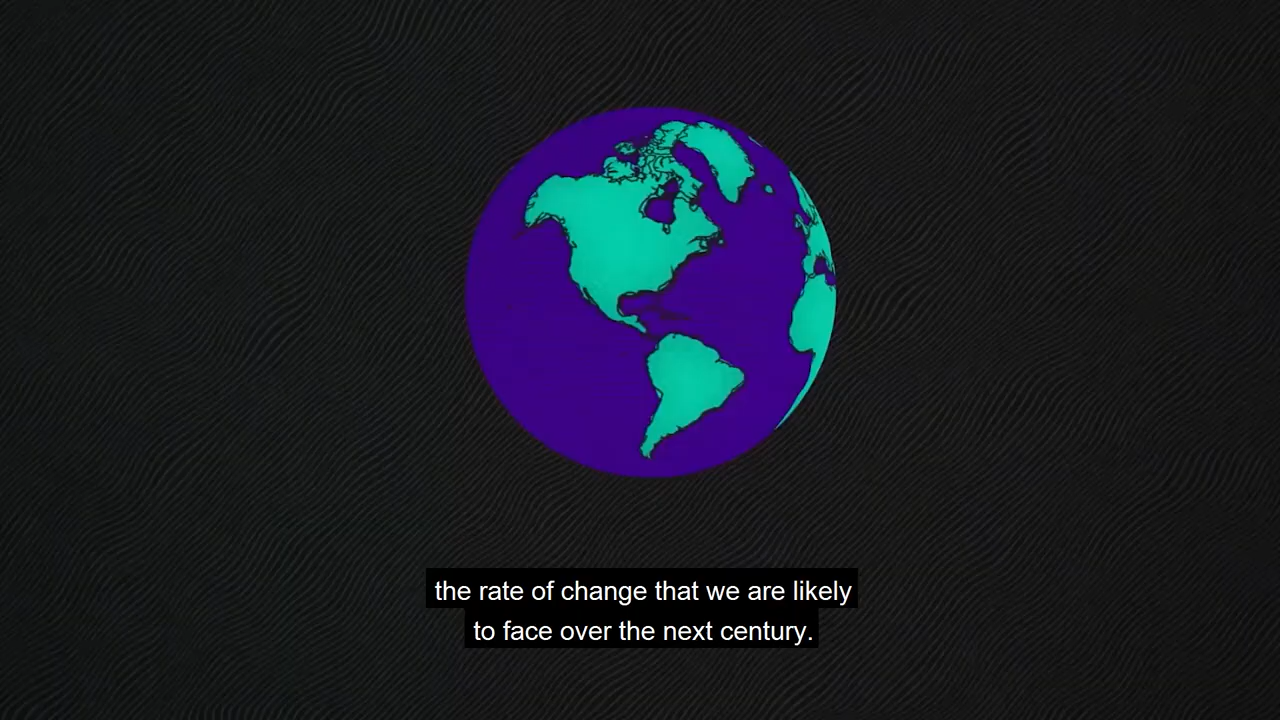 the rate of change that we are likely
to face over the next century.